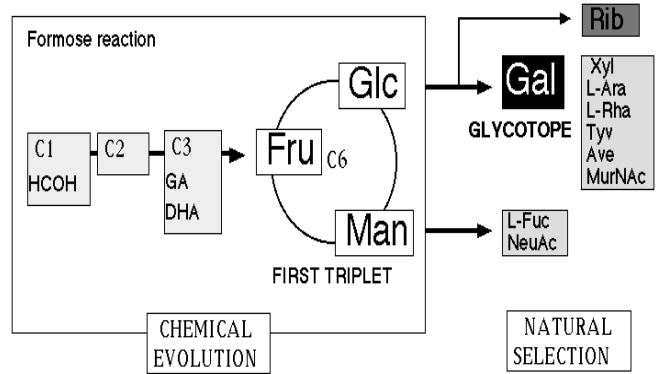 Formose reaction
C1
HCOH
C2
C3
GA
DHA
Fru
C6
Glc
Man
FIRST TRIPLET
CHEMICAL
EVOLUTION
Rib
Gal
GLYCOTOPE
Xyl
L-Ara
L-Rha
Tyv
Ave
MurNAc
L-Fuc
NeuAc
NATURAL
SELECTION